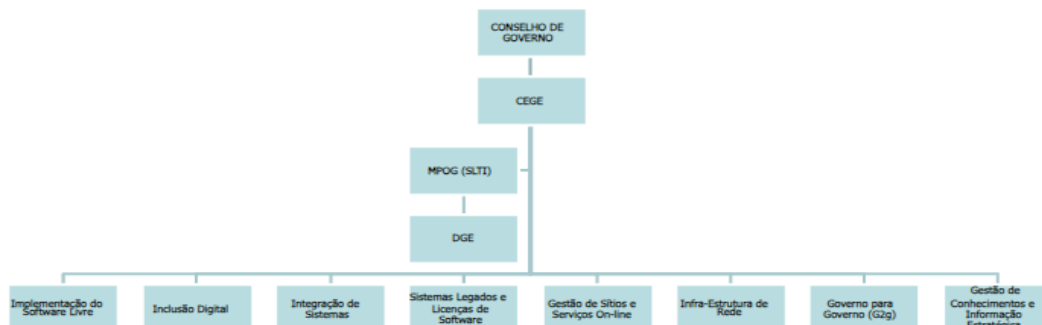 CONSELHO DE
GOVERNO
CEGE
MPOG (SLTI)
DGE
Implementação do
Software Livre
Inclusão Digital
Integração de
Sistemas
Sistemas Legados e
Licenças de
Software
Gestão de Sítios e
Serviços On-line
Infra-Estrutura de
Rede
Governo para
Governo (G2g)
Gestão de
Conhecimentos e
Informação
Estratégica